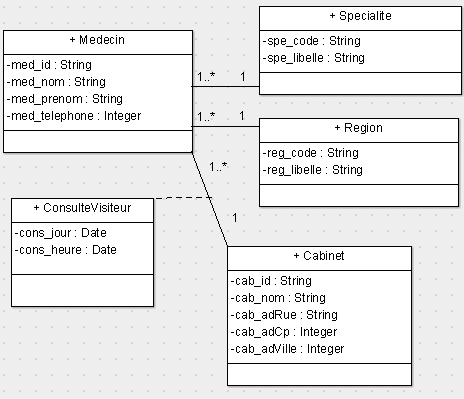 + Medecin
-med_id : String
-med_nom : String
-med_prenom : String
-med_telephone : Integer
+ Specialite
-spe_code : String
-spe_libelle : String
1..* 1
+ Région
-reg_code : String
-reg_libelle : String
1..* 1
1..*
1
+ ConsulteVisiteur
-cons_jour : Date
-cons_heure : Date
+ Cabinet
-cab_id : String
-cab_nom : String
-cab_adRue : String
-cab_adCp : Integer
-cab_adVille : Integer